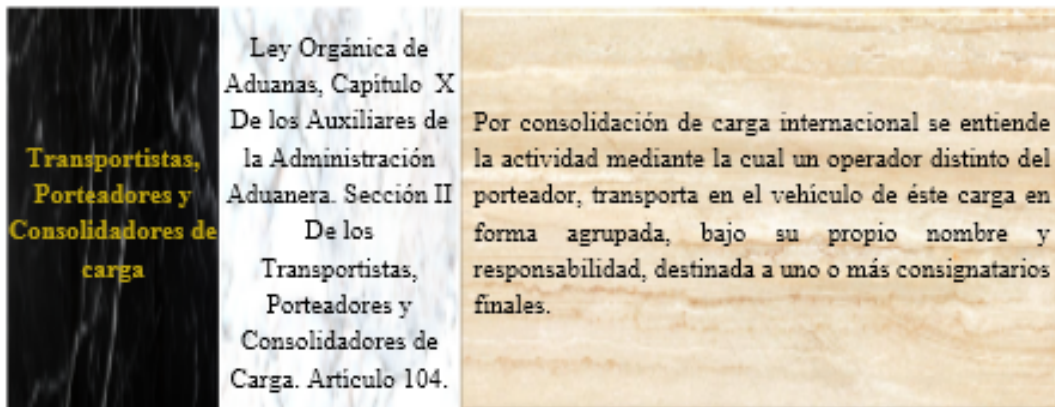 Transportistas,
Porteadores y
Consolidadores de
carga
Ley Orgánica de
Aduanas, Capitulo X
De los Auxiliares de
la Administración
Aduanera. Sección II
De los
Transportistas,
Porteadores y
Consolidadores de
Carga. Artículo 104.
Por consolidación de carga internacional se entiende
la actividad mediante la cual un operador distinto del
porteador, transporta en el vehículo de éste carga en
forma agrupada, bajo su propio nombre y
responsabilidad, destinada a uno o más consignatarios
finales.